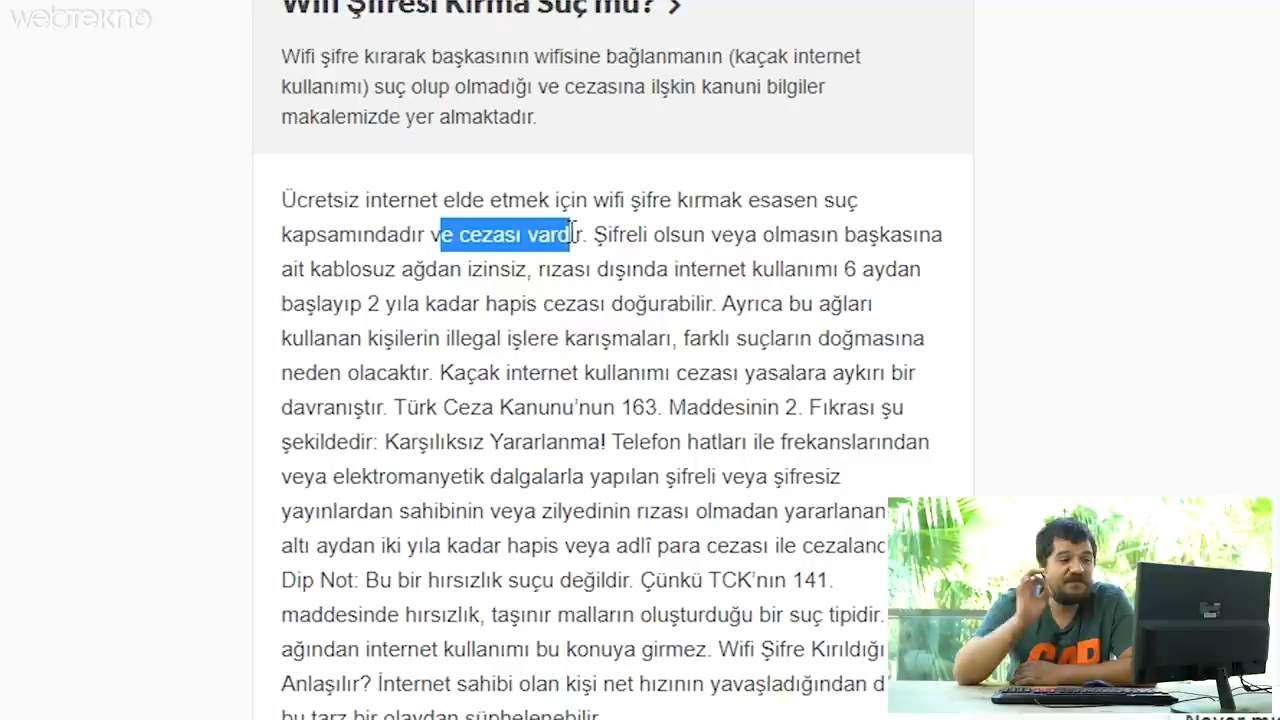 webtekno
Wifi Şifresi Kırma Suç mu?
Wifi şifre kırarak başkasının wifisine bağlanmanın (kaçak internet
kullanımı) suç olup olmadığı ve cezasına ilşkin kanuni bilgiler
makalemizde yer almaktadır.
Ücretsiz internet elde etmek için wifi şifre kırmak esasen suç
kapsamındadır ve cezası vardır. Şifreli olsun veya olmasın başkasına
ait kablosuz ağdan izinsiz, rızası dışında internet kullanımı 6 aydan
başlayıp 2 yıla kadar hapis cezası doğurabilir. Ayrıca bu ağları
kullanan kişilerin illegal işlere karışmaları, farklı suçların doğmasına
neden olacaktır. Kaçak internet kullanımı cezası yasalara aykırı bir
davranıştır. Türk Ceza Kanunu’nun 163. Maddesinin 2. Fıkrası şu
şekildedir: Karşılıksız Yararlanma! Telefon hatları ile frekanslarından
veya elektromanyetik dalgalarla yapılan şifreli veya şifresiz
yayınlardan sahibinin veya zilyedinin rızası olmadan yararlanan
altı aydan iki yıla kadar hapis veya adlî para cezası ile cezalanc
Dip Not: Bu bir hırsızlık suçu değildir. Çünkü TCK’nın 141.
maddesinde hırsızlık, taşınır malların oluşturduğu bir suç tipidir.
ağından internet kullanımı bu konuya girmez. Wifi Şifre Kırıldığı
Anlaşılır? İnternet sahibi olan kişi net hızının yavaşladığından d
bu tarz bir olaydan şüphelenebilir